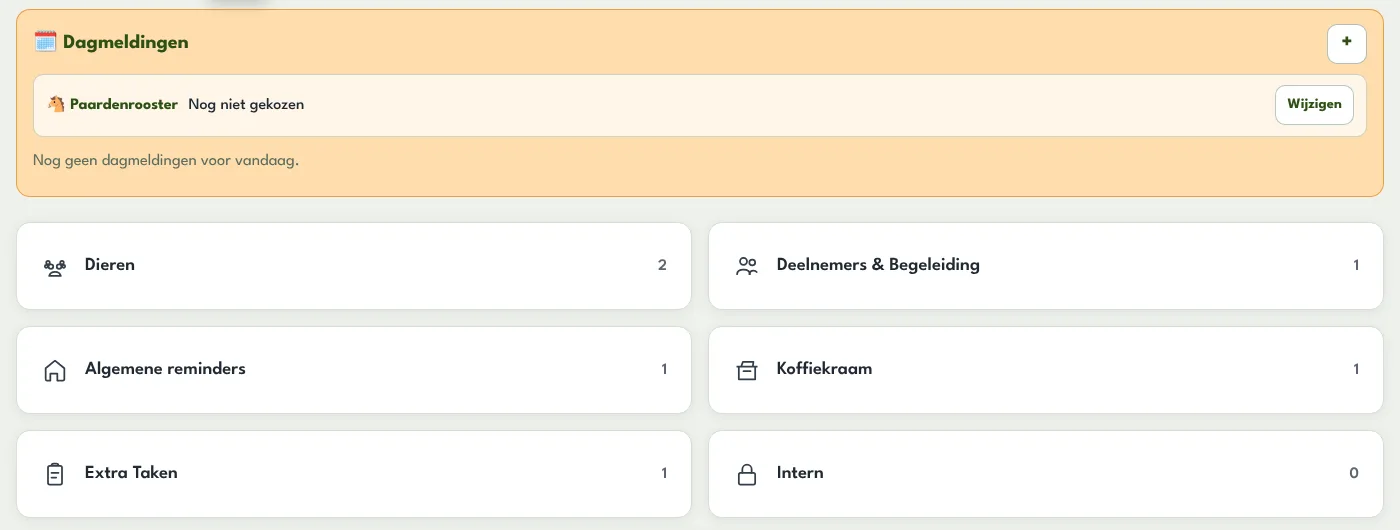 Dagmeldingen
+
Paardenrooster Nog niet gekozen
Wijzigen
Nog geen dagmeldingen voor vandaag.
Dieren 2
Deelnemers & Begeleiding 1
Algemene reminders 1
Koffiekraam 1
Extra Taken 1
Intern 0